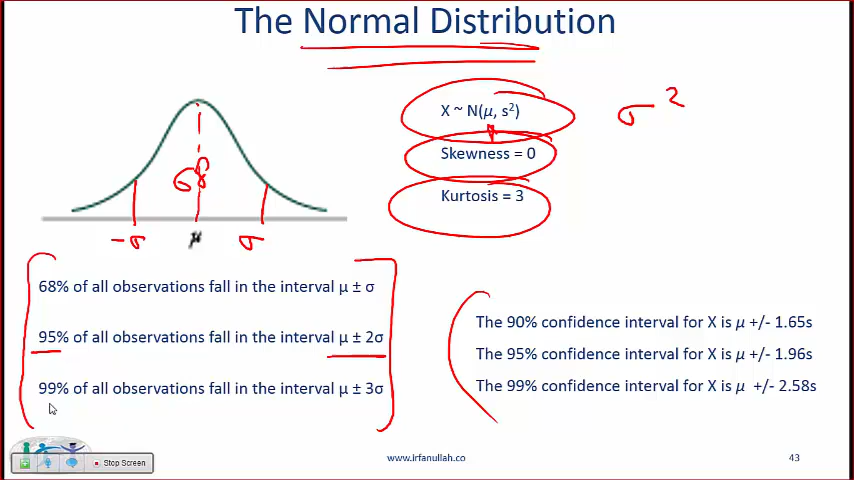 The Normal Distribution
X ~ N(μ, s²)
σ²
Skewness = 0
Kurtosis = 3
68
-σ μ σ
68% of all observations fall in the interval μ ± σ
95% of all observations fall in the interval μ ± 2σ
99% of all observations fall in the interval μ ± 3σ
The 90% confidence interval for X is μ +/- 1.65s
The 95% confidence interval for X is μ +/- 1.96s
The 99% confidence interval for X is μ +/- 2.58s
Stop Screen
www.irfanullah.co
43